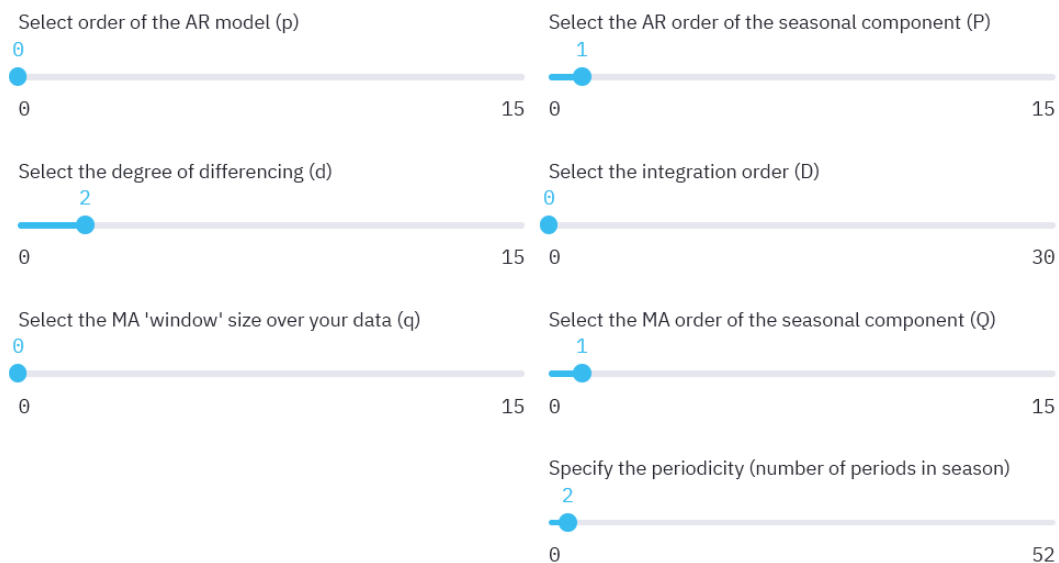 Select order of the AR model (p)
0
0 15
Select the degree of differencing (d)
2
0 15
Select the MA 'window' size over your data (q)
0
0 15
Select the AR order of the seasonal component (P)
1
0 15
Select the integration order (D)
0
0 30
Select the MA order of the seasonal component (Q)
1
0 15
Specify the periodicity (number of periods in season)
2
0 52